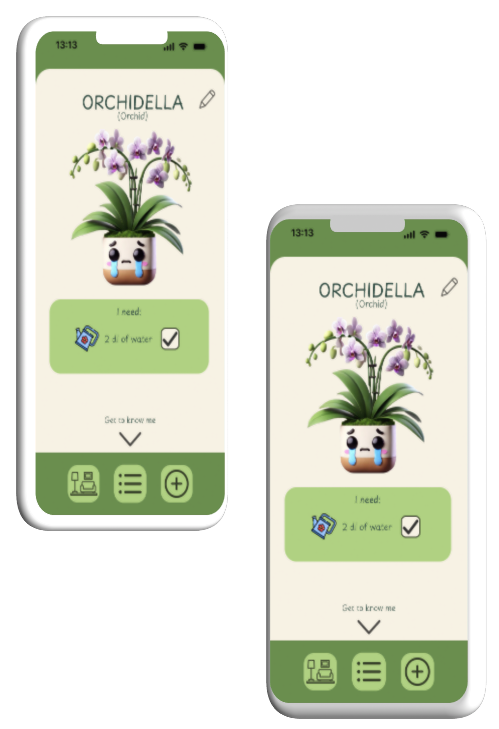 13:13
ORCHIDELLA
(Orchid)
I need:
2 dl of water
Get to know me
13:13
ORCHIDELLA
(Orchid)
I need:
2 dl of water
Get to know me